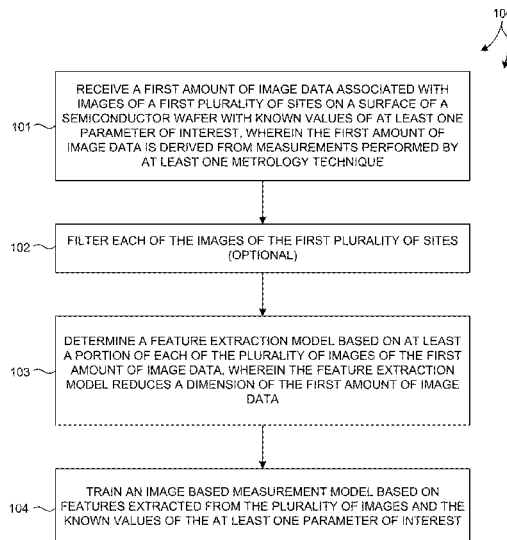 10
101
RECEIVE A FIRST AMOUNT OF IMAGE DATA ASSOCIATED WITH
IMAGES OF A FIRST PLURALITY OF SITES ON A SURFACE OF A
SEMICONDUCTOR WAFER WITH KNOWN VALUES OF AT LEAST ONE
PARAMETER OF INTEREST, WHEREIN THE FIRST AMOUNT OF
IMAGE DATA IS DERIVED FROM MEASUREMENTS PERFORMED BY
AT LEAST ONE METROLOGY TECHNIQUE
102
FILTER EACH OF THE IMAGES OF THE FIRST PLURALITY OF SITES
(OPTIONAL)
103
DETERMINE A FEATURE EXTRACTION MODEL BASED ON AT LEAST
A PORTION OF EACH OF THE PLURALITY OF IMAGES OF THE FIRST
AMOUNT OF IMAGE DATA, WHEREIN THE FEATURE EXTRACTION
MODEL REDUCES A DIMENSION OF THE FIRST AMOUNT OF IMAGE
DATA
104
TRAIN AN IMAGE BASED MEASUREMENT MODEL BASED ON
FEATURES EXTRACTED FROM THE PLURALITY OF IMAGES AND THE
KNOWN VALUES OF THE AT LEAST ONE PARAMETER OF INTEREST